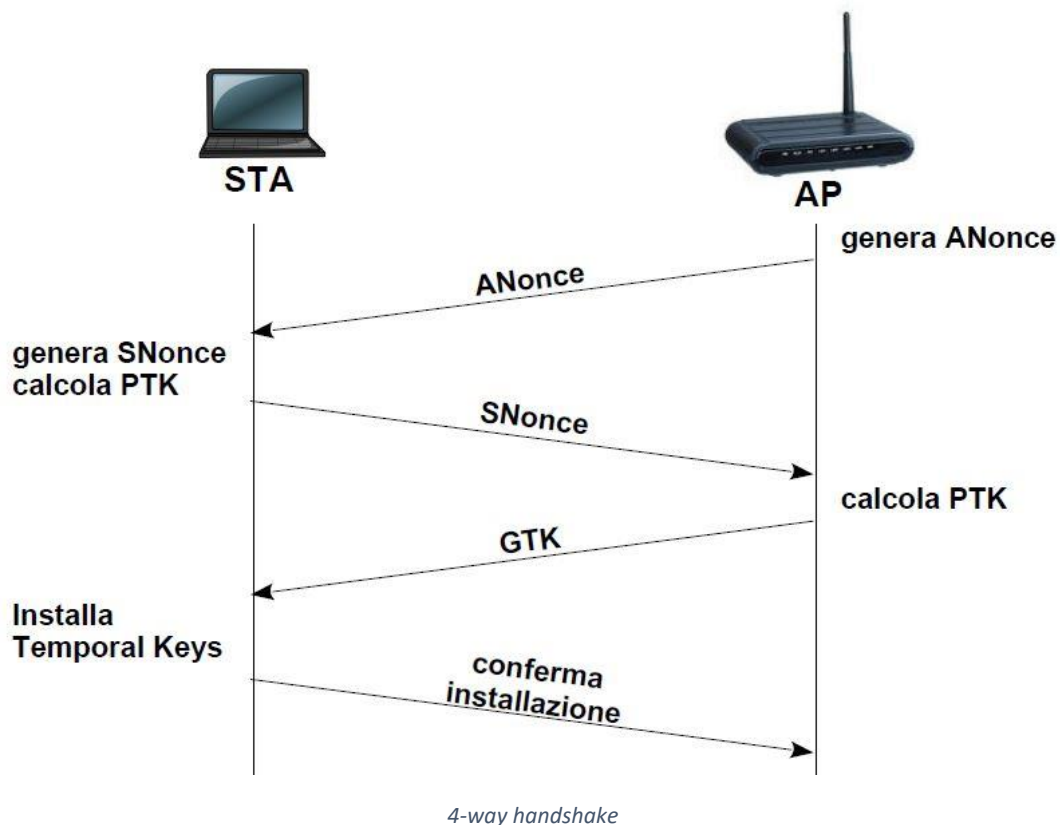 STA
AP
genera ANonce
ANonce
genera SNonce
calcola PTK
SNonce
calcola PTK
GTK
Installa
Temporal Keys
conferma
installazione
4-way handshake